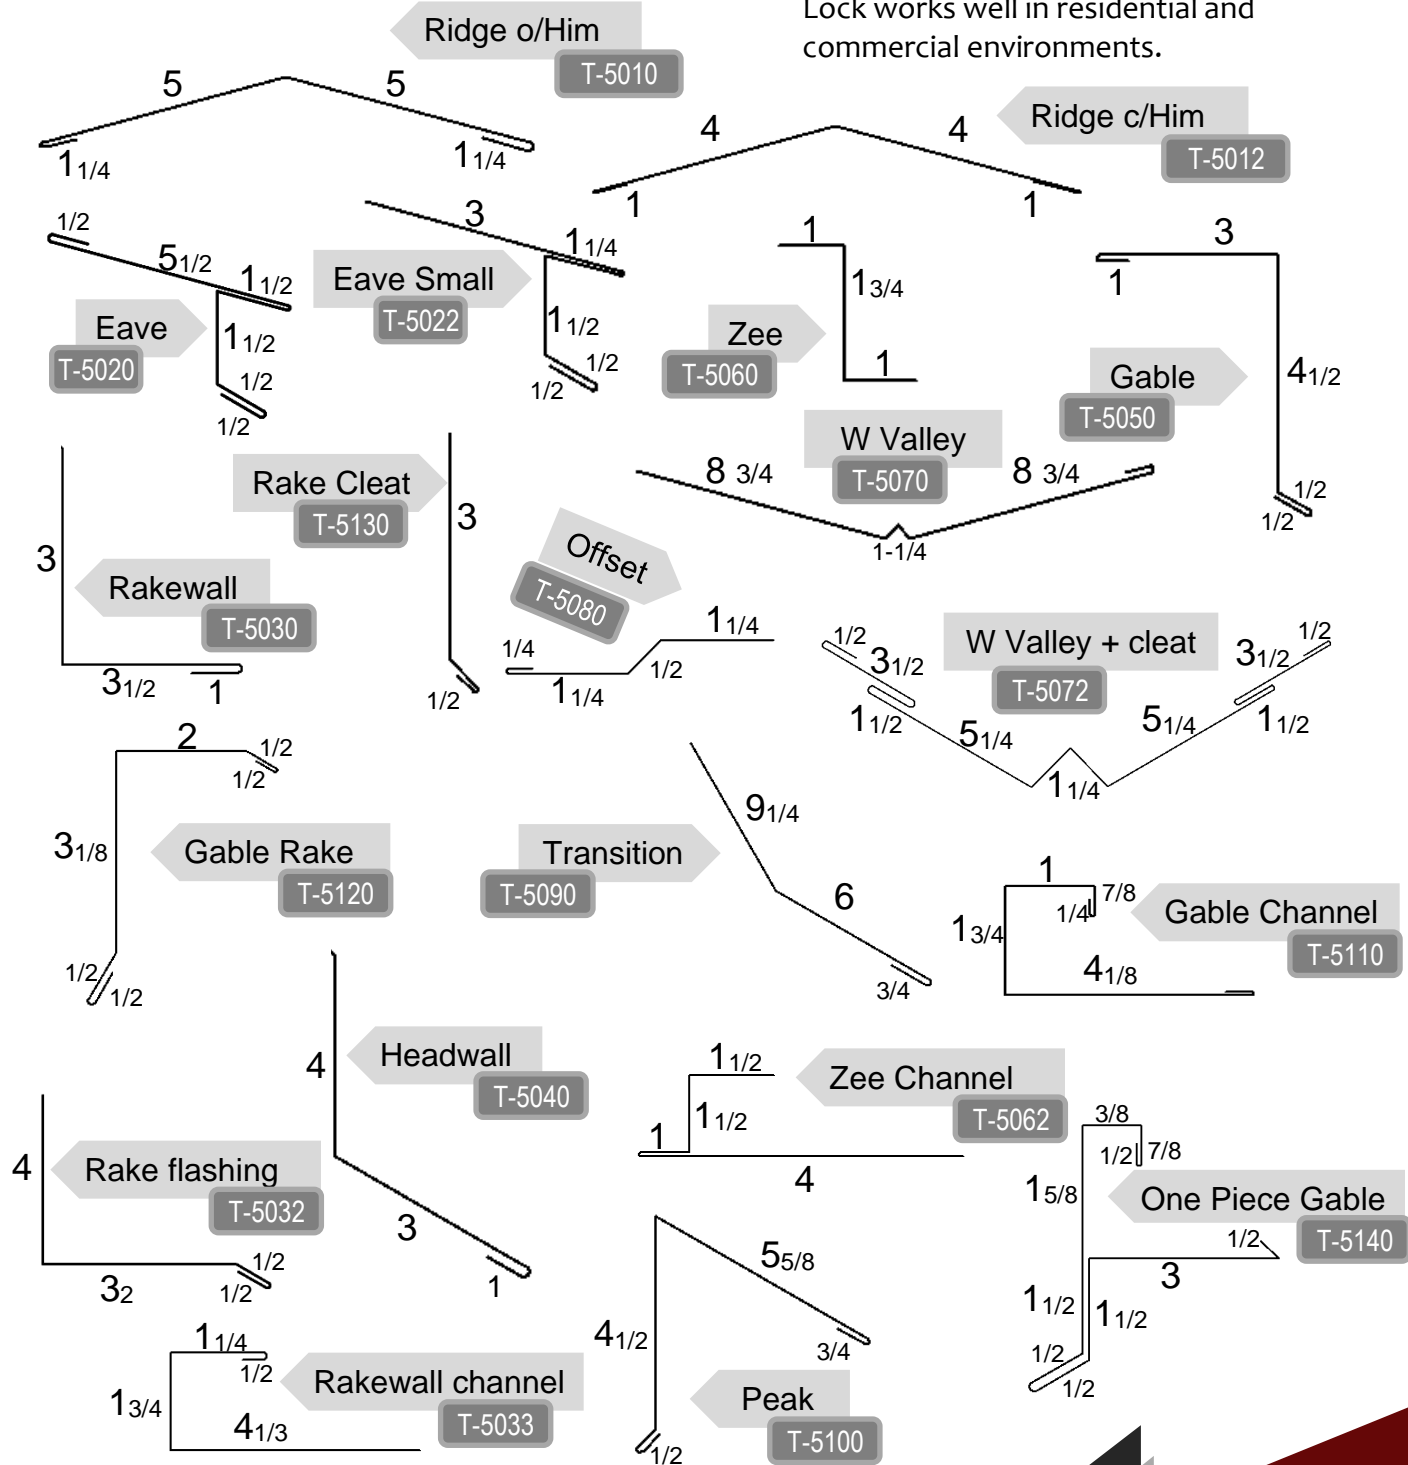 Lock works well in residential and
commercial environments.
Ridge o/Him
T-5010
5
5
1 1/4
1 1/4
Ridge c/Him
T-5012
4
4
1
1
1/2
5 1/2
1 1/2
1 1/2
1/2
1/2
Eave
T-5020
3
1 1/4
1 1/2
1/2
1/2
Eave Small
T-5022
1
1 3/4
1
Zee
T-5060
3
1
4 1/2
1/2
1/2
Gable
T-5050
W Valley
T-5070
8 3/4
8 3/4
1-1/4
3
Rakewall
T-5030
3 1/2
1
Rake Cleat
T-5130
3
1/2
Offset
T-5080
1/4
1 1/4
1/2
1 1/4
W Valley + cleat
T-5072
1/2
3 1/2
1 1/2
5 1/4
1 1/4
5 1/4
1 1/2
3 1/2
1/2
2
1/2
1/2
3 1/8
1/2
1/2
Gable Rake
T-5120
Transition
T-5090
9 1/4
6
3/4
1
7/8
1/4
1 3/4
4 1/8
Gable Channel
T-5110
4
Headwall
T-5040
3
1
1 1/2
1 1/2
1
4
Zee Channel
T-5062
4
Rake flashing
T-5032
3 2
1/2
1/2
3/8
1/2
7/8
1 5/8
One Piece Gable
T-5140
1/2
3
1 1/2
1 1/2
1/2
1/2
1 1/4
1/2
1 3/4
4 1/3
Rakewall channel
T-5033
5 5/8
4 1/2
3/4
1/2
Peak
T-5100